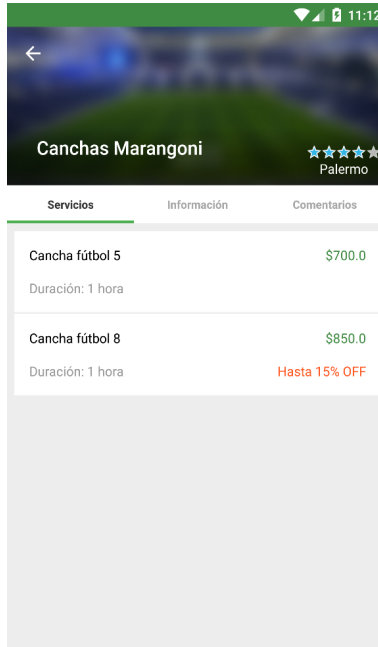 11:12
Canchas Marangoni
Palermo
Servicios
Información
Comentarios
Cancha fútbol 5
$700.0
Duración: 1 hora
Cancha fútbol 8
$850.0
Duración: 1 hora
Hasta 15% OFF